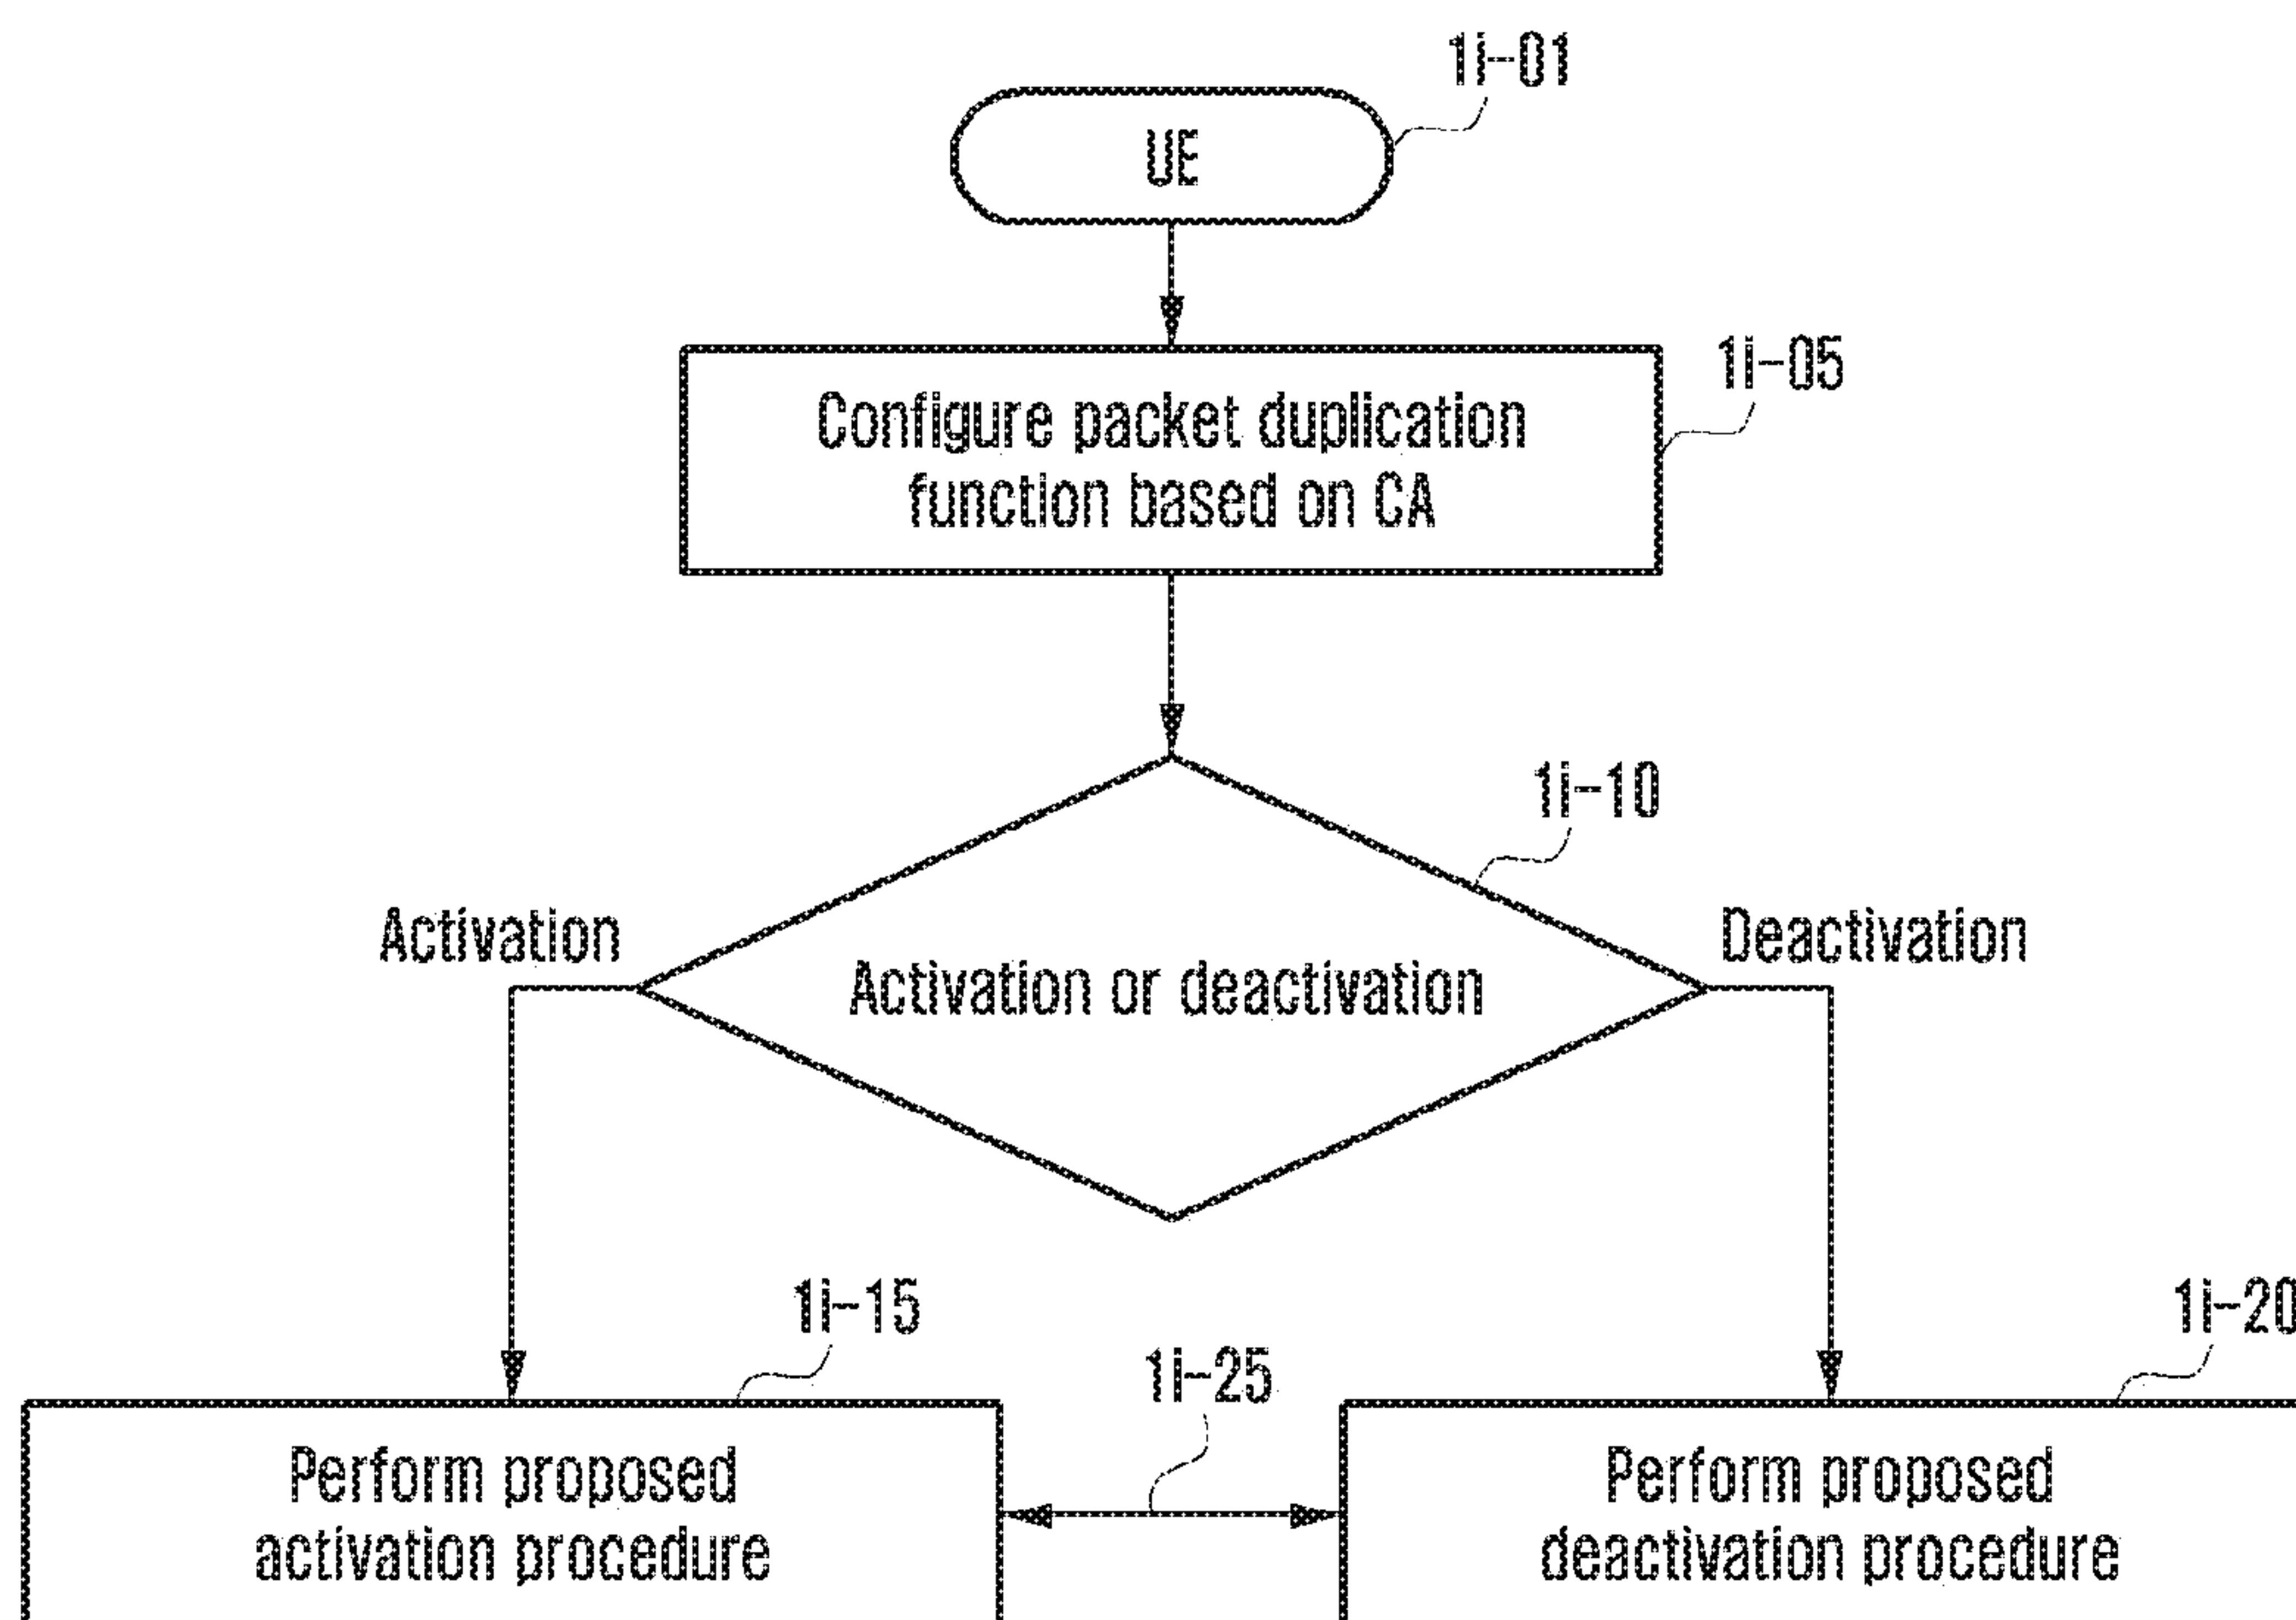 1i-01
UE
1i-05
Configure packet duplication
function based on CA
1i-10
Activation
Deactivation
Activation or deactivation
1i-15
1i-20
1i-25
Perform proposed
activation procedure
Perform proposed
deactivation procedure